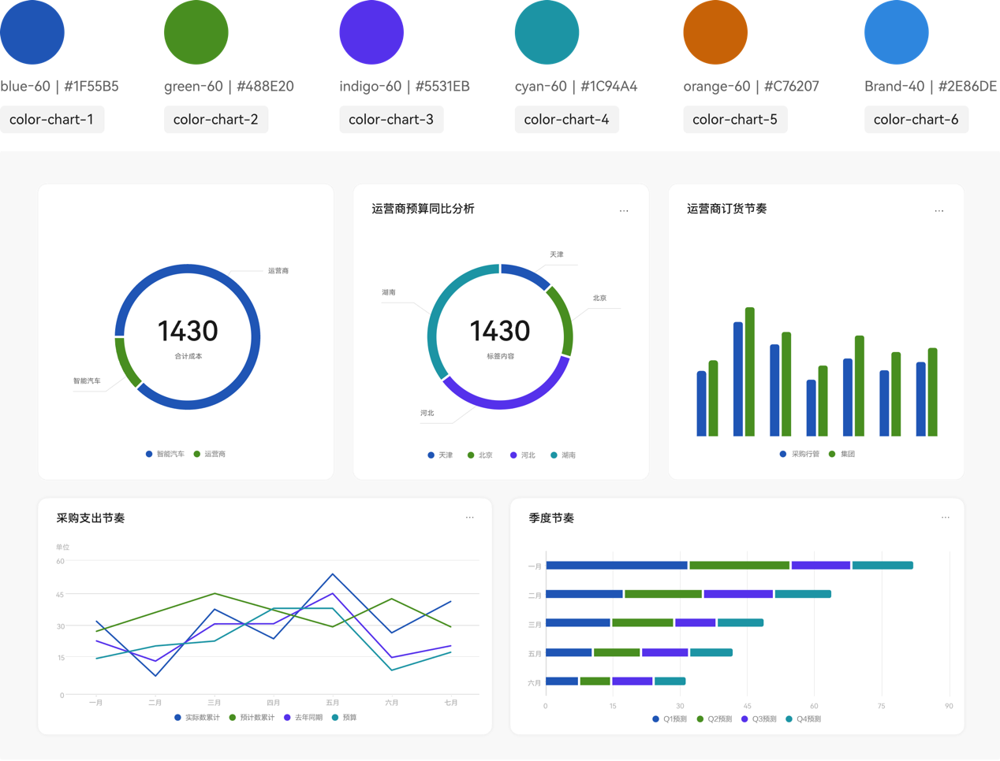 blue-60 | #1F55B5
green-60 | #488E20
indigo-60 | #5531EB
cyan-60 | #1C94A4
orange-60 | #C76207
Brand-40 | #2E86DE
color-chart-1
color-chart-2
color-chart-3
color-chart-4
color-chart-5
color-chart-6
运营商
1430
合计成本
智能汽车
智能汽车
运营商
运营商预算同比分析
...
天津
湖南
北京
1430
标签内容
河北
天津
北京
河北
湖南
运营商订货节奏
...
采购行管
集团
采购支出节奏
...
单位
60
45
30
15
0
一月
二月
三月
四月
五月
六月
七月
实际数累计
预计数累计
去年同期
预算
季度节奏
...
一月
二月
三月
五月
六月
0
15
30
45
60
75
90
Q1预测
Q2预测
Q3预测
Q4预测